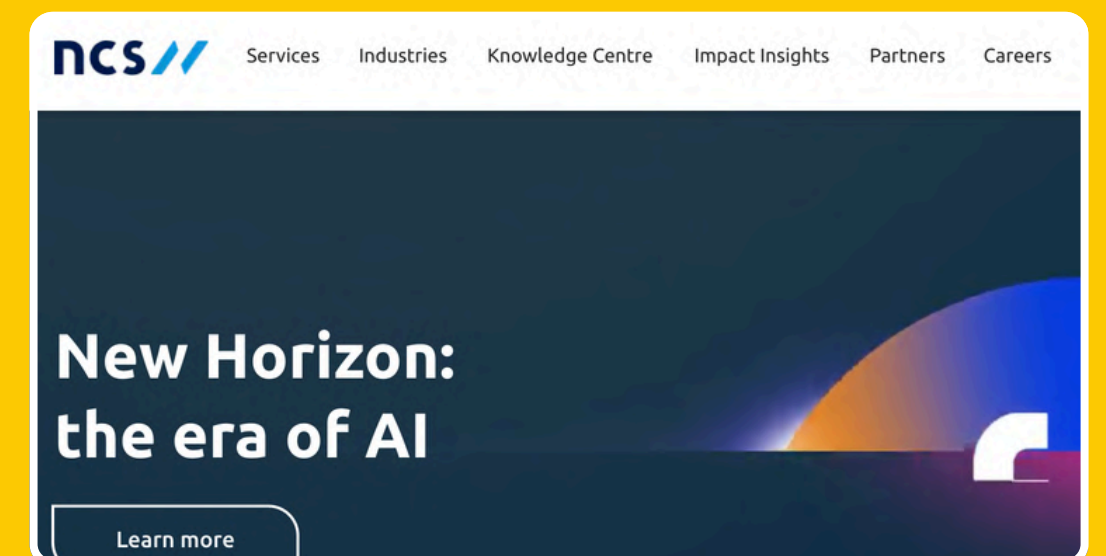 ncs//
Services Industries Knowledge Centre Impact Insights Partners Careers
New Horizon:
the era of AI
Learn more